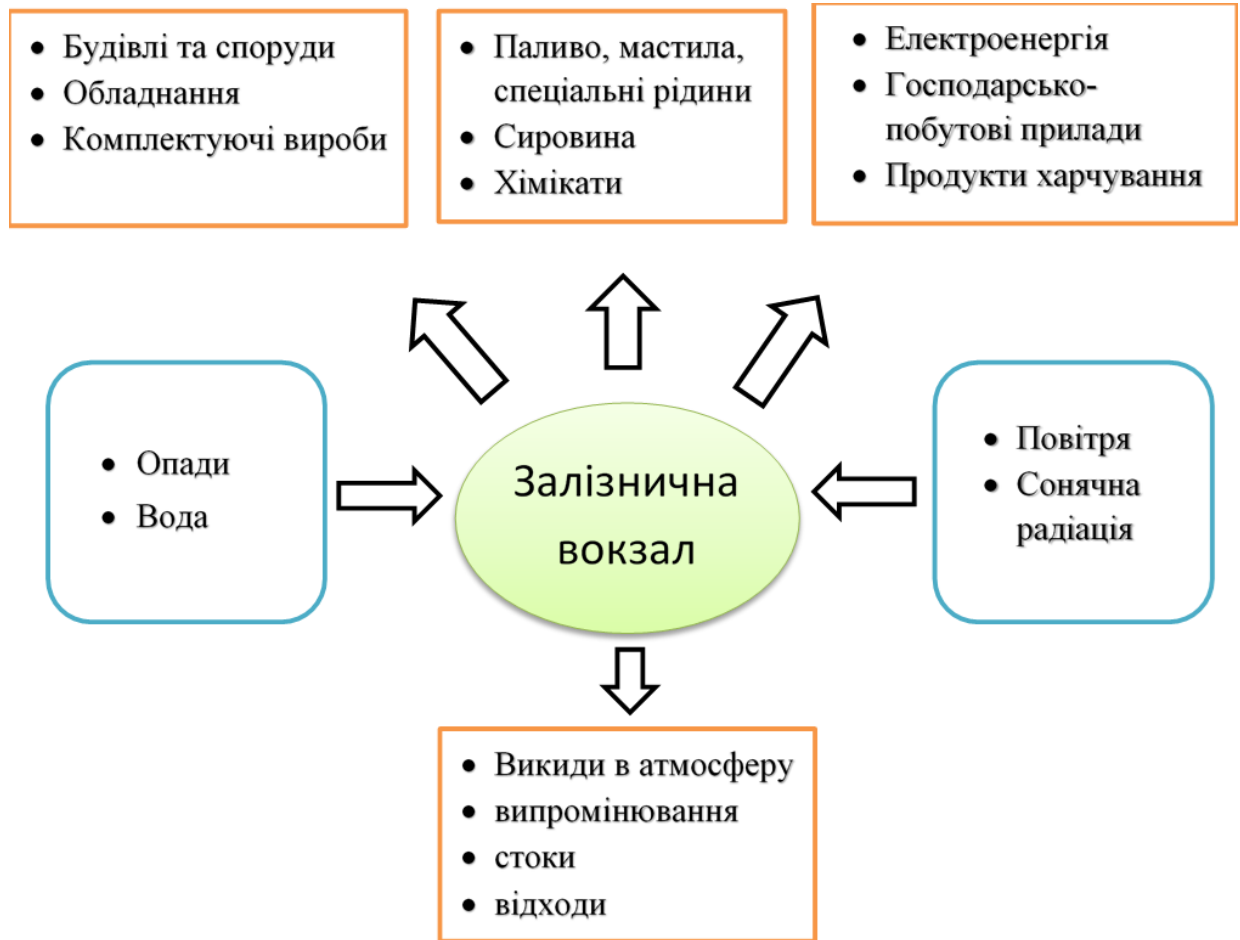 • Будівлі та споруди
• Обладнання
• Комплектуючі вироби
• Паливо, мастила,
спеціальні рідини
• Сировина
• Хімікати
• Електроенергія
• Господарсько-
побутові прилади
• Продукти харчування
• Опади
• Вода
Залізнична
вокзал
• Повітря
• Сонячна
радіація
• Викиди в атмосферу
• випромінювання
• стоки
• відходи